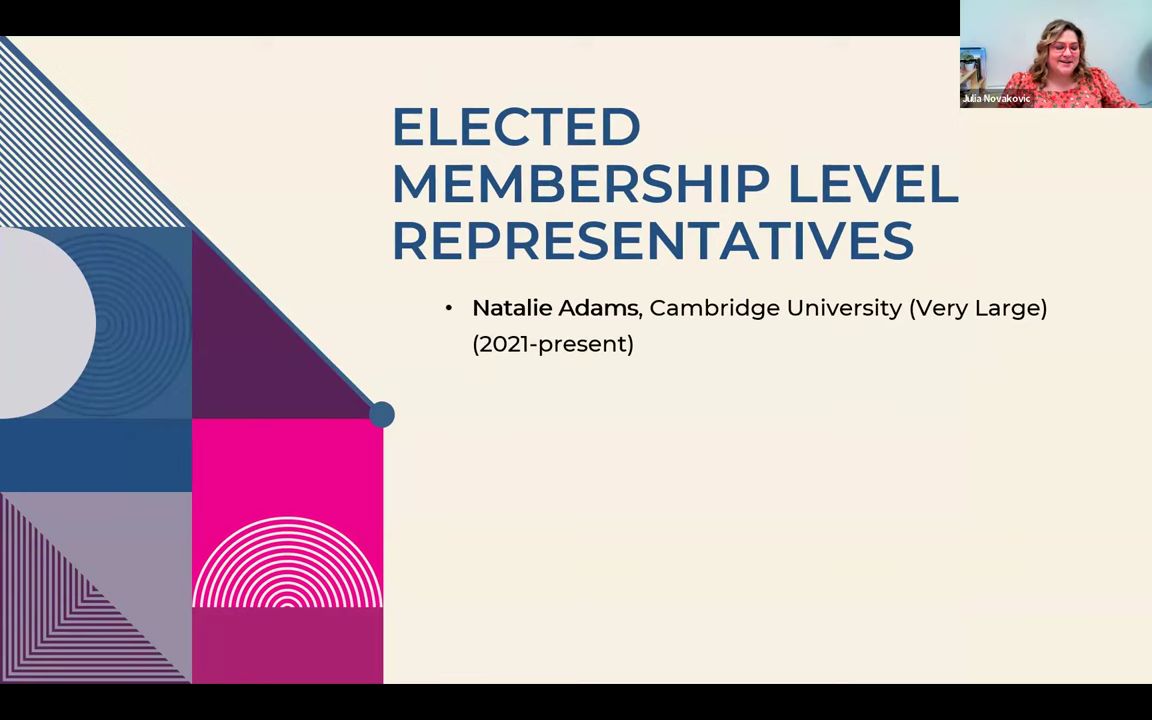 Julia Novakovic
ELECTED
MEMBERSHIP LEVEL
REPRESENTATIVES
• Natalie Adams, Cambridge University (Very Large)
(2021-present)